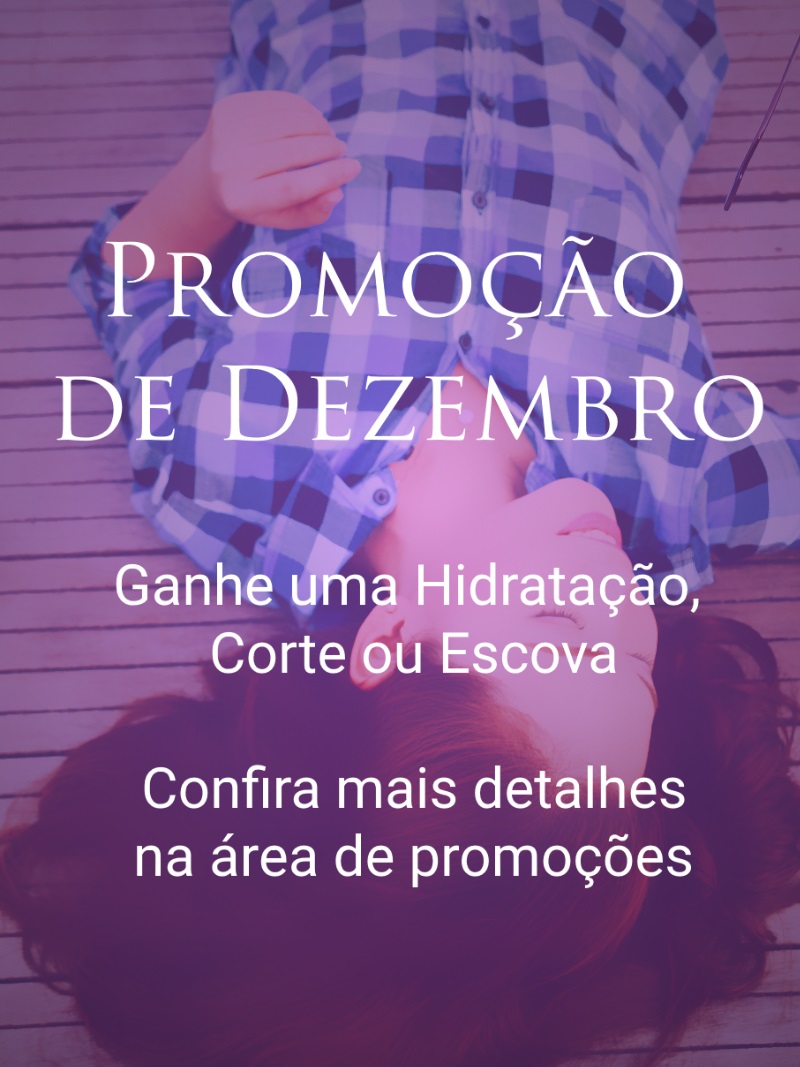 Promoção
de Dezembro
Ganhe uma Hidratação,
Corte ou Escova
Confira mais detalhes
na área de promoções